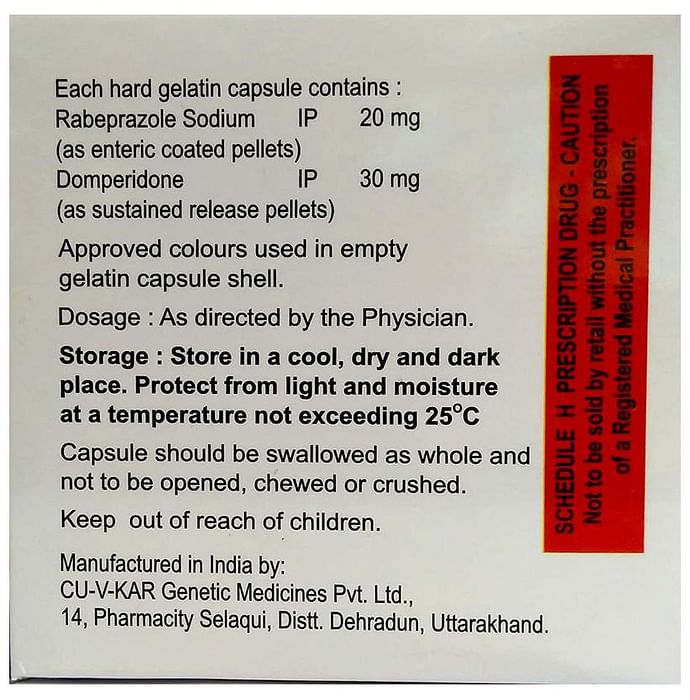 Each hard gelatin capsule contains :
Rabeprazole Sodium IP 20 mg
(as enteric coated pellets)
Domperidone IP 30 mg
(as sustained release pellets)
Approved colours used in empty
gelatin capsule shell.
Dosage : As directed by the Physician.
Storage : Store in a cool, dry and dark
place. Protect from light and moisture
at a temperature not exceeding 25°C
Capsule should be swallowed as whole and
not to be opened, chewed or crushed.
Keep out of reach of children.
Manufactured in India by:
CU-V-KAR Genetic Medicines Pvt. Ltd.,
14, Pharmacity Selaqui, Distt. Dehradun, Uttarakhand.
SCHEDULE H PRESCRIPTION DRUG - CAUTION
Not to be sold by retail without the prescription
of a Registered Medical Practitioner.